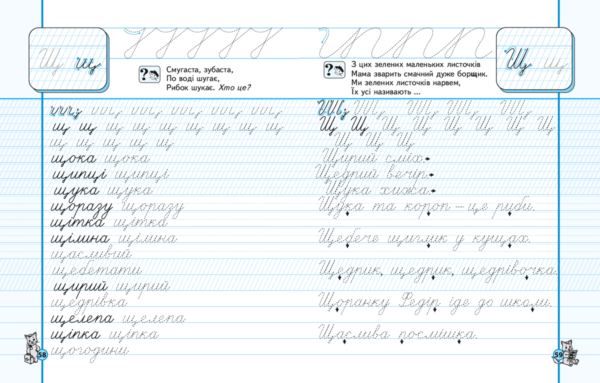 Щ щ
Смугаста, зубаста,
По воді шугає,
Рибок шукає. Хто це?
щ щ щ щ щ щ щ щ щ
щ щ щ щ щ
щока щока
щипці щипці
щука щука
щоразу щоразу
щітка щітка
щілина щілина
щасливий
щебетати
щирий щирий
щедрівка
щелепа щелепа
щіпка щіпка
щогодини
58
Щ щ
З цих зелених маленьких листочків
Мама зварить смачний дуже борщик.
Ми зелених листочків нарвем,
Їх усі називають ...
Щ Щ Щ Щ Щ Щ Щ Щ
Щ Щ Щ
Щирий сміх.
Щедрий вечір.
Щука хижа.
Щука та короп – це риби.
Щебече щиглик у кущах.
Щедрик, щедрик, щедрівочка.
Щоранку Федір їде до школи.
Щаслива посмішка.
59